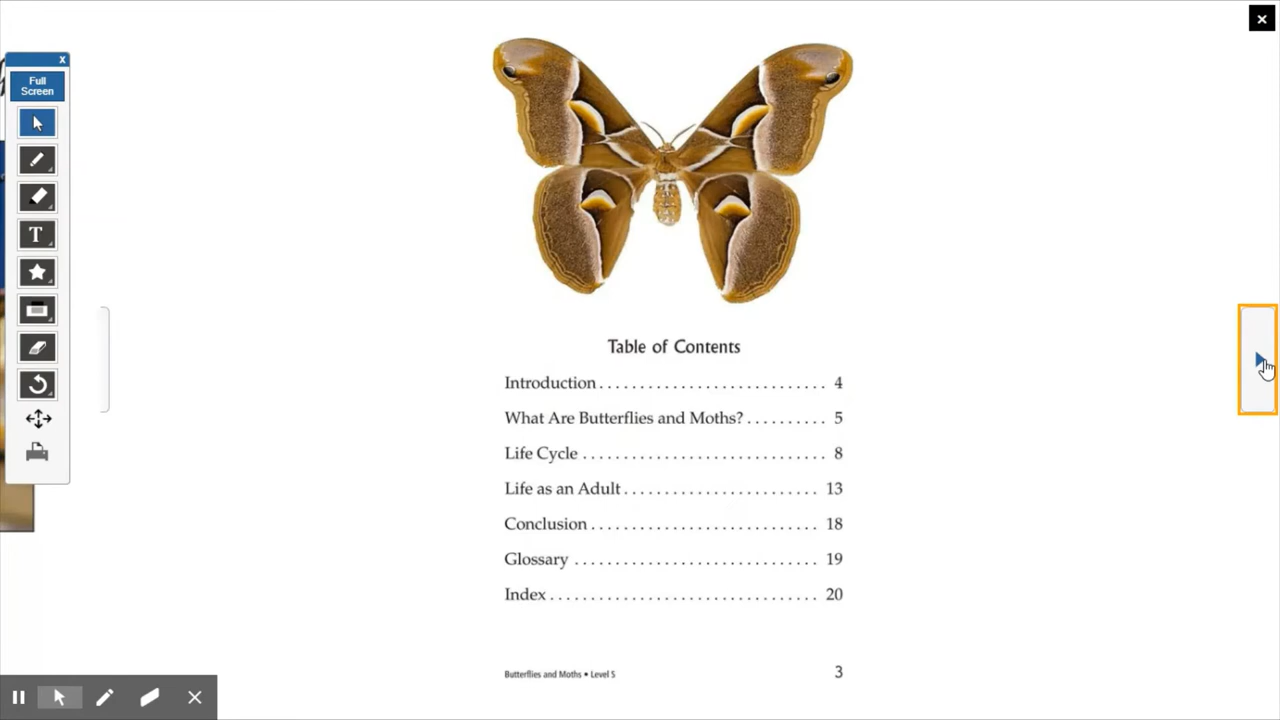 x
Full
Screen
T
Table of Contents
Introduction........................... 4
What Are Butterflies and Moths?.......... 5
Life Cycle ............................. 8
Life as an Adult........................ 13
Conclusion............................ 18
Glossary .............................. 19
Index ................................. 20
Butterflies and Moths • Level 5
3